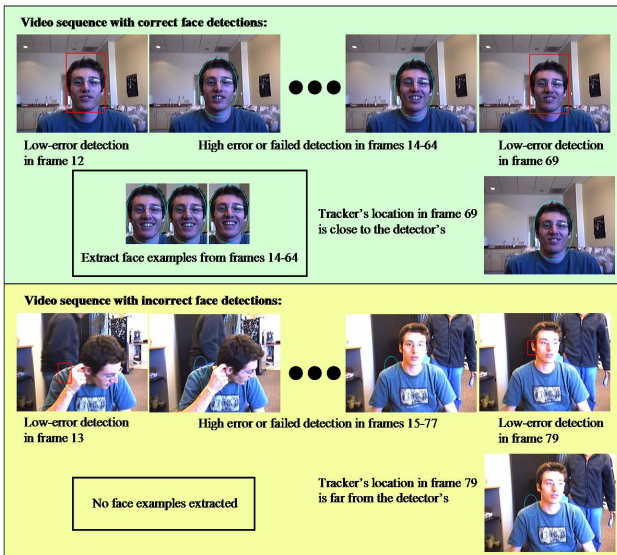 Video sequence with correct face detections:
Low-error detection
in frame 12
High error or failed detection in frames 14-64
Low-error detection
in frame 69
Extract face examples from frames 14-64
Tracker's location in frame 69
is close to the detector's
Video sequence with incorrect face detections:
Low-error detection
in frame 13
High error or failed detection in frames 15-77
Low-error detection
in frame 79
No face examples extracted
Tracker's location in frame 79
is far from the detector's